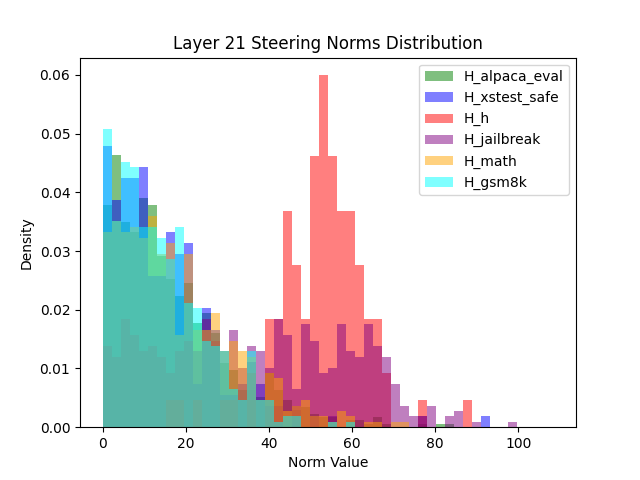 Layer 21 Steering Norms Distribution
H_alpaca_eval
H_xstest_safe
H_h
H_jailbreak
H_math
H_gsm8k
Density
0.06
0.05
0.04
0.03
0.02
0.01
0.00
0 20 40 60 80 100
Norm Value